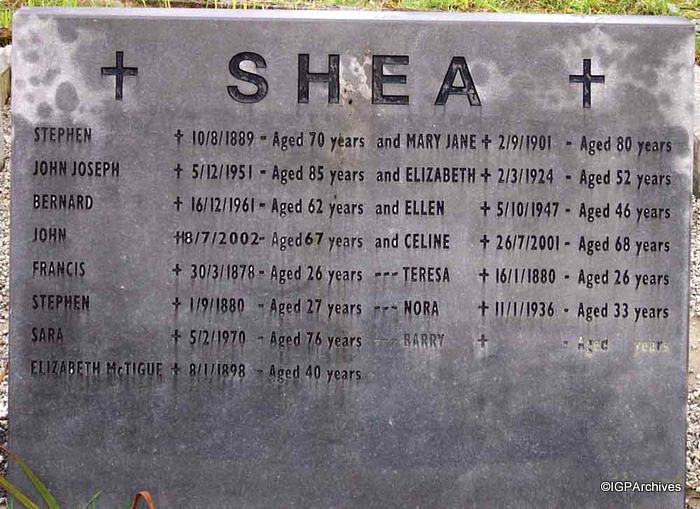 ✝ SHEA ✝
STEPHEN ✝ 10/8/1889 - Aged 70 years and MARY JANE ✝ 2/9/1901 - Aged 80 years
JOHN JOSEPH ✝ 5/12/1951 - Aged 85 years and ELIZABETH ✝ 2/3/1924 - Aged 52 years
BERNARD ✝ 16/12/1961 - Aged 62 years and ELLEN ✝ 5/10/1947 - Aged 46 years
JOHN ✝18/7/2002- Aged 67 years and CELINE ✝ 26/7/2001 - Aged 68 years
FRANCIS ✝ 30/3/1878 - Aged 26 years --- TERESA ✝ 16/1/1880 - Aged 26 years
STEPHEN ✝ 1/9/1880 - Aged 27 years --- NORA ✝ 11/1/1936 - Aged 33 years
SARA ✝ 5/2/1970 - Aged 76 years --- BARRY ✝ - Aged years
ELIZABETH McTIGUE ✝ 8/1/1898 - Aged 40 years
©IGPArchives